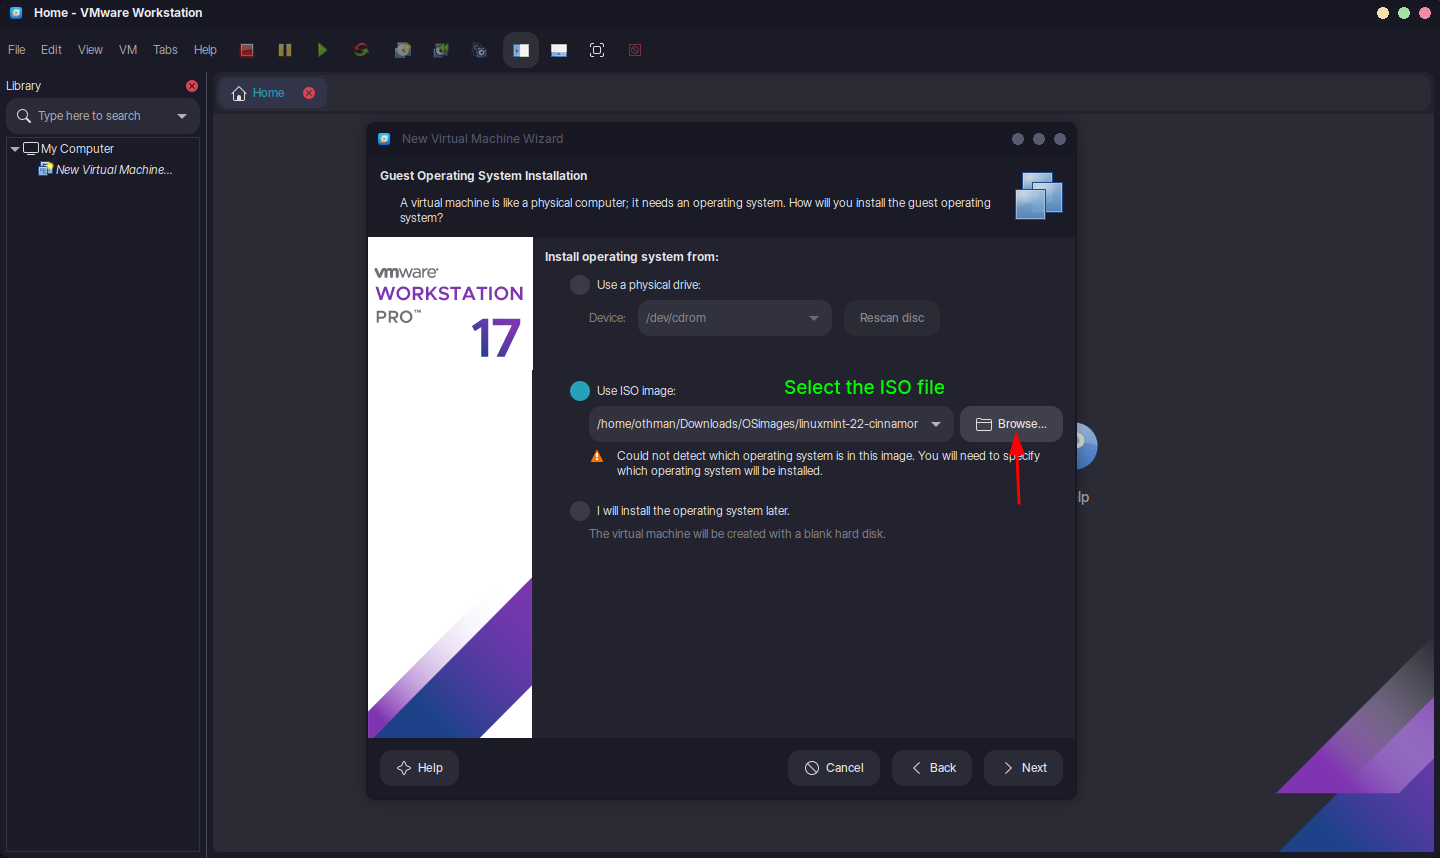 Home - VMware Workstation
File Edit View VM Tabs Help
Library
Type here to search
My Computer
New Virtual Machine...
Home
New Virtual Machine Wizard
Guest Operating System Installation
A virtual machine is like a physical computer; it needs an operating system. How will you install the guest operating
system?
vmware®
WORKSTATION
PRO™
17
Install operating system from:
Use a physical drive:
Device: /dev/cdrom Rescan disc
Select the ISO file
Use ISO image:
/home/othman/Downloads/OSimages/linuxmint-22-cinnamor Browse...
Could not detect which operating system is in this image. You will need to specify
which operating system will be installed.
lp
I will install the operating system later.
The virtual machine will be created with a blank hard disk.
Help Cancel Back Next